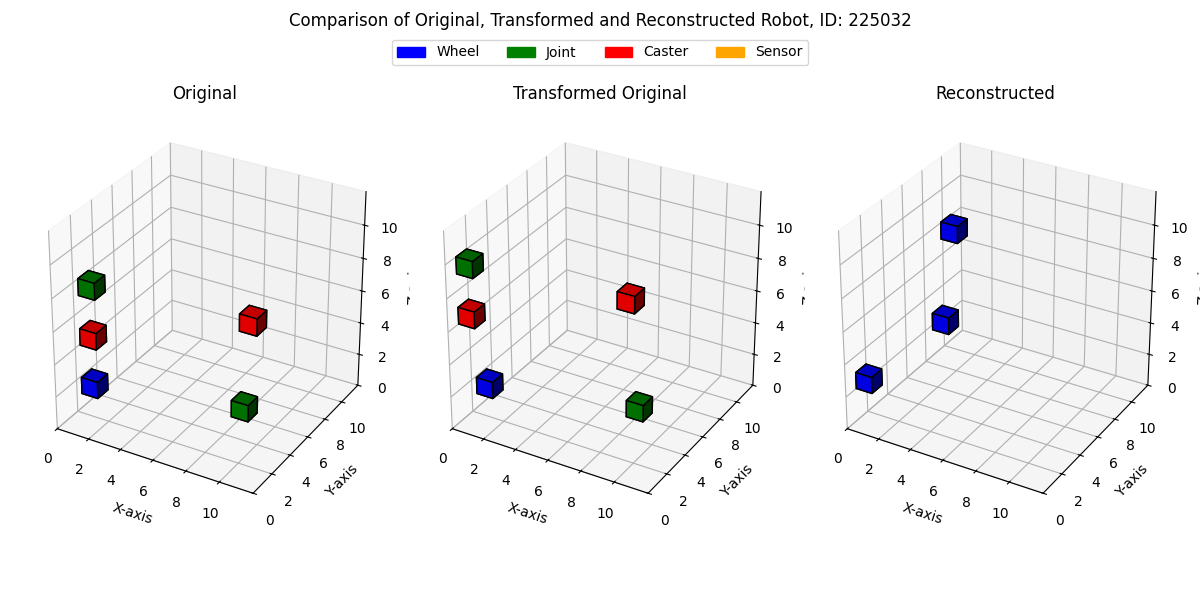 Comparison of Original, Transformed and Reconstructed Robot, ID: 225032
Wheel Joint Caster Sensor
Original
Transformed Original
Reconstructed
0 2 4 6 8 10
X-axis
0 2 4 6 8 10
Y-axis
0 2 4 6 8 10
0 2 4 6 8 10
X-axis
0 2 4 6 8 10
Y-axis
0 2 4 6 8 10
0 2 4 6 8 10
X-axis
0 2 4 6 8 10
Y-axis
0 2 4 6 8 10